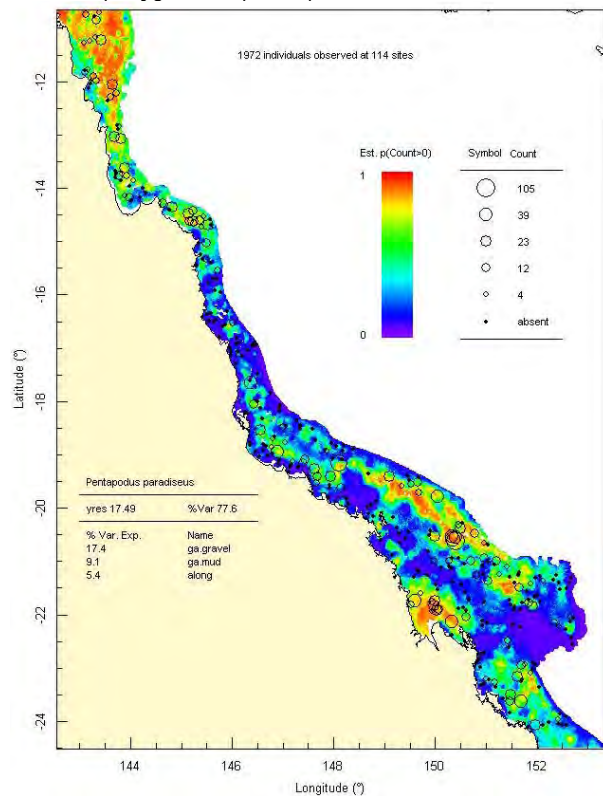 1972 individuals observed at 114 sites
Est. p(Count>0)
1
0
Symbol Count
105
39
23
12
4
absent
Pentapodus paradiseus
yres 17.49 %Var 77.6
% Var. Exp. Name
17.4 ga.gravel
9.1 ga.mud
5.4 along
Latitude (°)
-12
-14
-16
-18
-20
-22
-24
144 146 148 150 152
Longitude (°)